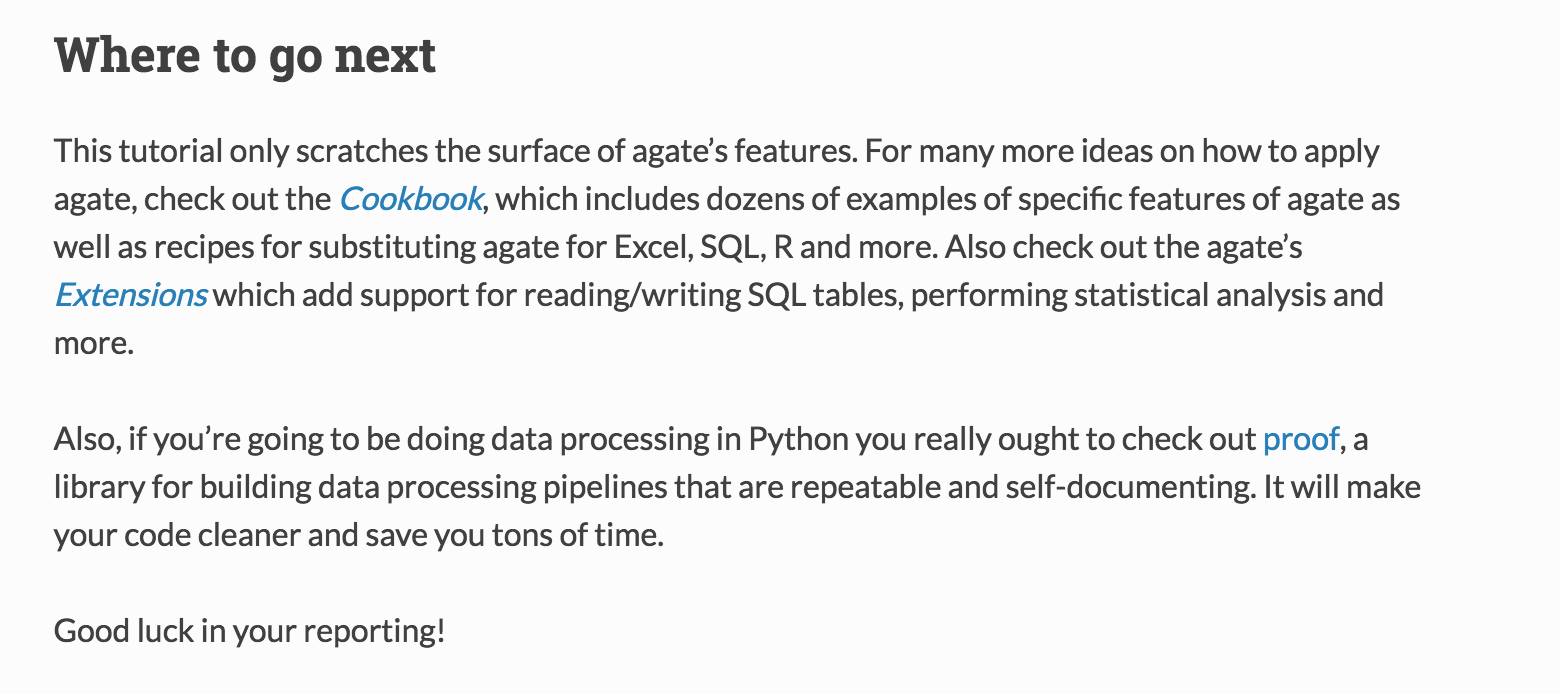 Where to go next
This tutorial only scratches the surface of agate’s features. For many more ideas on how to apply
agate, check out the Cookbook, which includes dozens of examples of specific features of agate as
well as recipes for substituting agate for Excel, SQL, R and more. Also check out the agate’s
Extensions which add support for reading/writing SQL tables, performing statistical analysis and
more.
Also, if you’re going to be doing data processing in Python you really ought to check out proof, a
library for building data processing pipelines that are repeatable and self-documenting. It will make
your code cleaner and save you tons of time.
Good luck in your reporting!